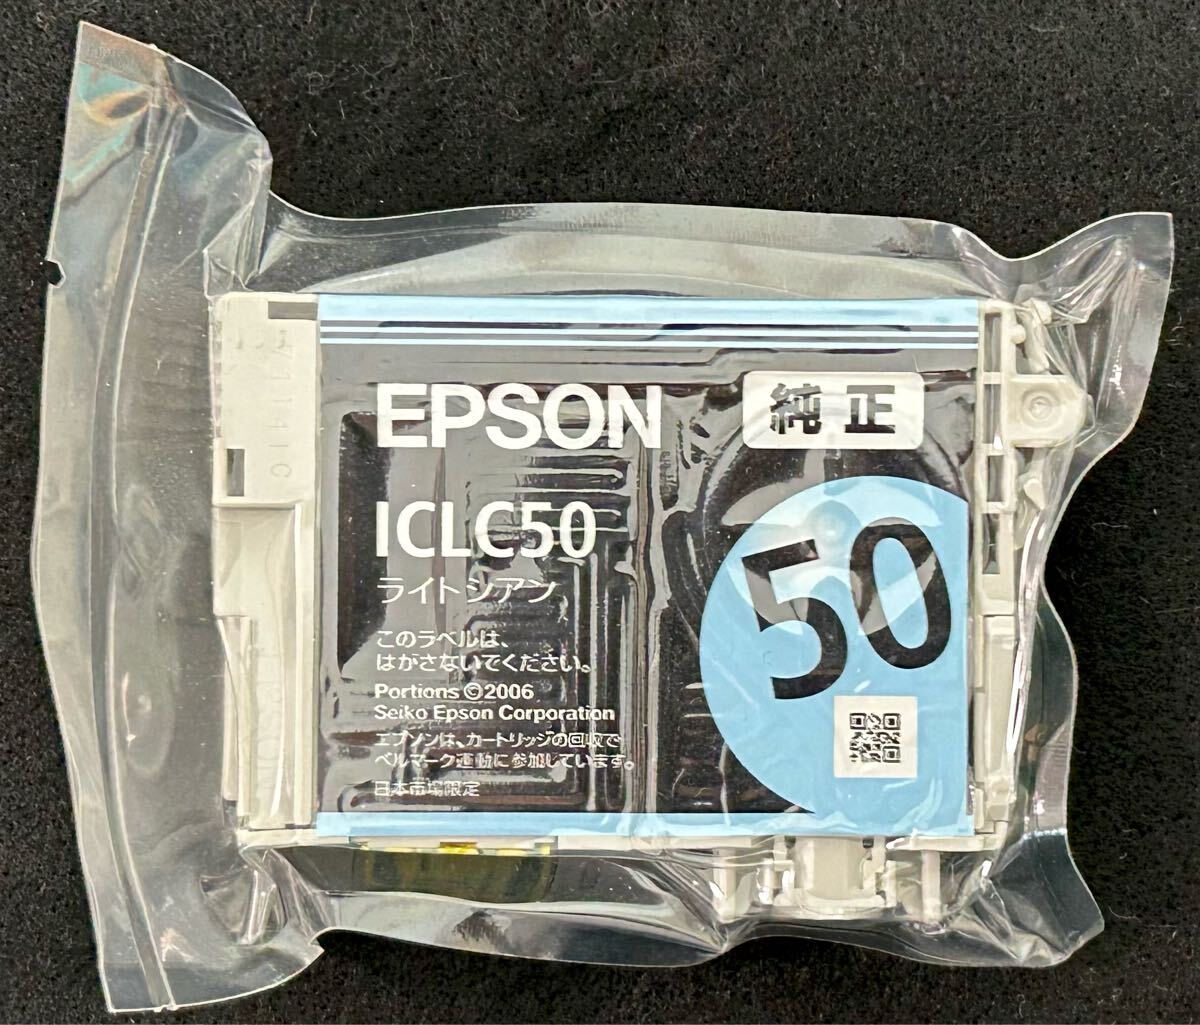 EPSON 純正
ICLC50
ライトシアン
50
このラベルは、
はがさないでください。
Portions ©2006
Seiko Epson Corporation
エプソンは、カートリッジの回収で
ベルマーク運動に参加しています。
日本市場限定